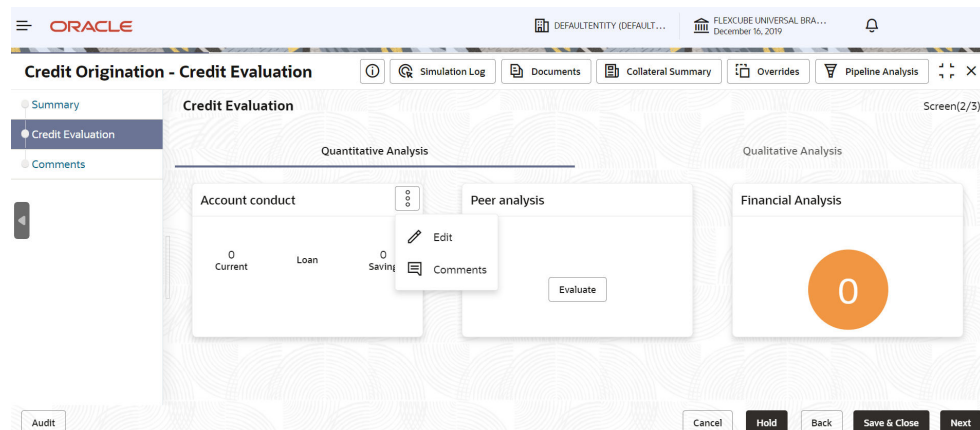 ORACLE
DEFAULTENTITY (DEFAULT...
FLEXCUBE UNIVERSAL BRA...
December 16, 2019
Credit Origination - Credit Evaluation
Simulation Log
Documents
Collateral Summary
Overrides
Pipeline Analysis
Summary
Credit Evaluation
Comments
Credit Evaluation
Screen(2/3)
Quantitative Analysis
Qualitative Analysis
Account conduct
0
Current
Loan
0
Saving
Edit
Comments
Peer analysis
Evaluate
Financial Analysis
0
Audit
Cancel
Hold
Back
Save & Close
Next